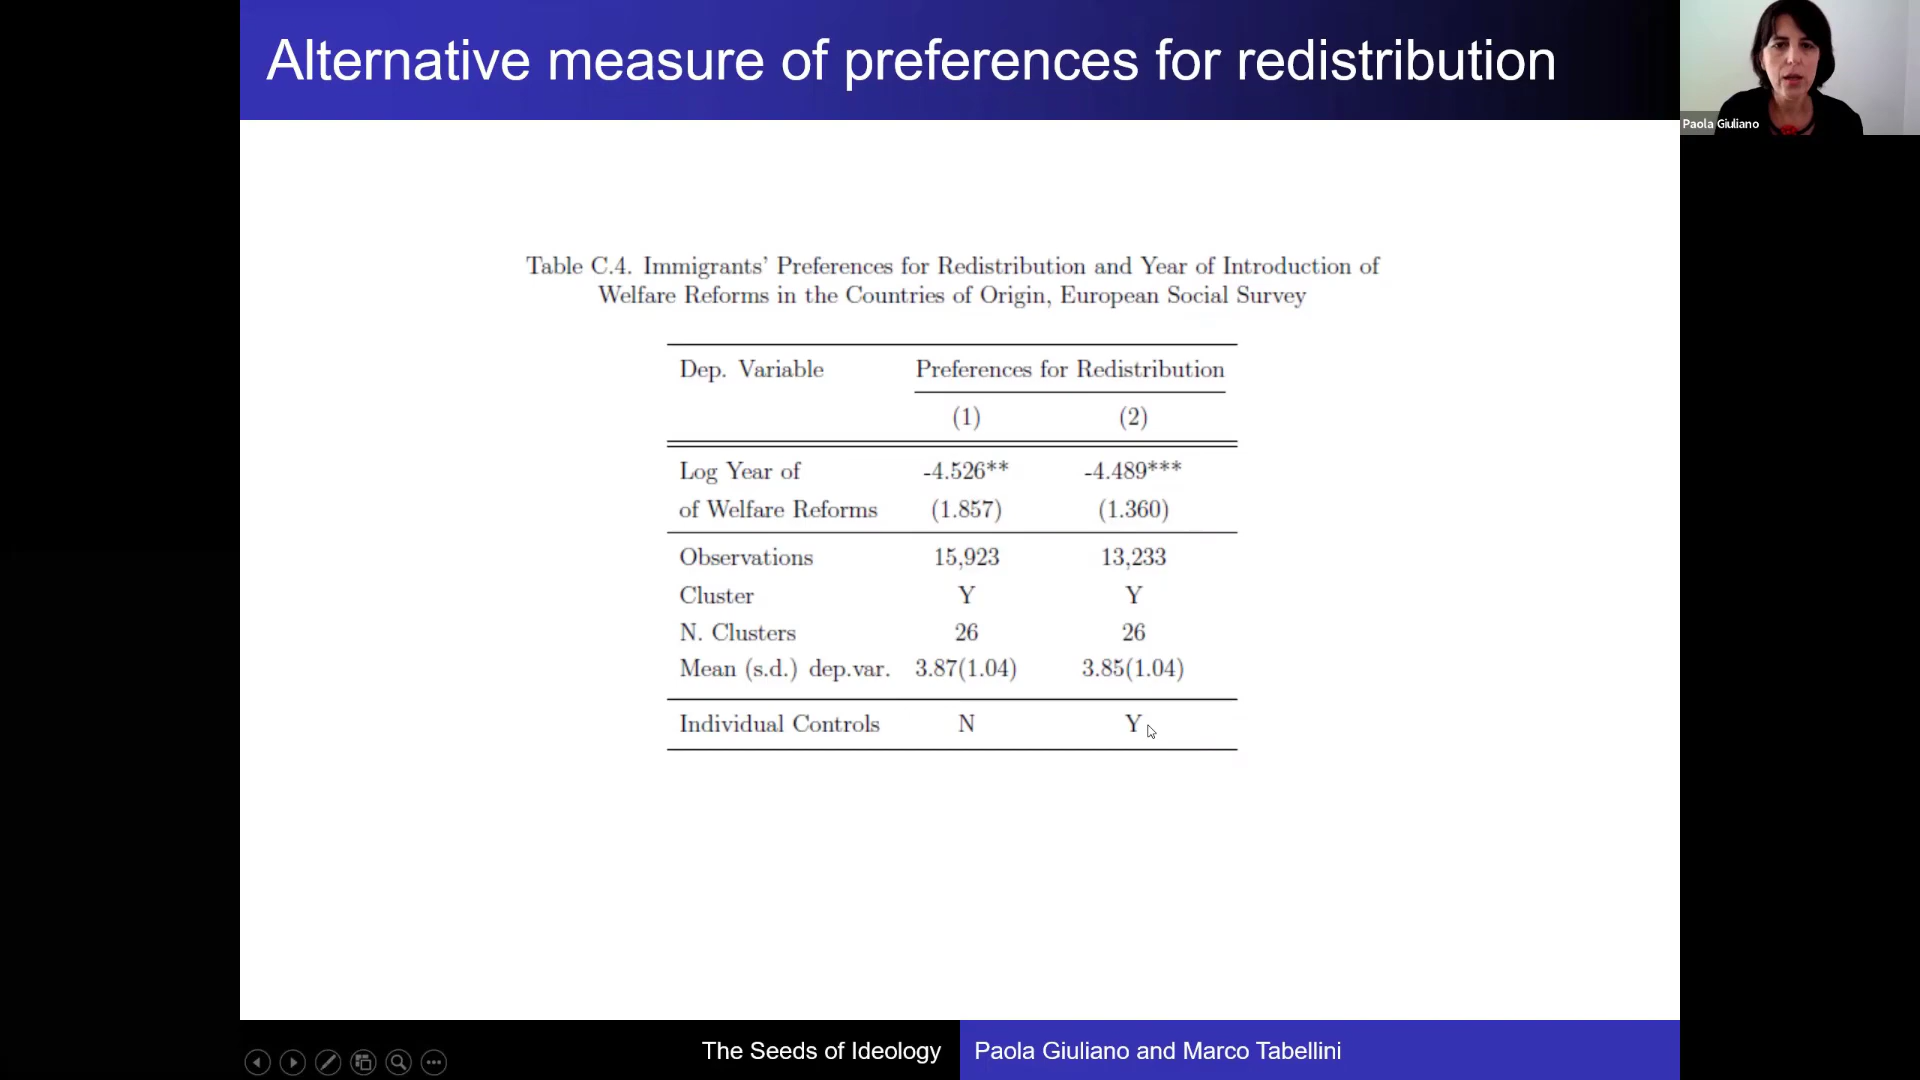 Alternative measure of preferences for redistribution
Paola Giuliano
Table C.4. Immigrants' Preferences for Redistribution and Year of Introduction of
Welfare Reforms in the Countries of Origin, European Social Survey
Dep. Variable Preferences for Redistribution
(1) (2)
Log Year of -4.526** -4.489***
of Welfare Reforms (1.857) (1.360)
Observations 15,923 13,233
Cluster Y Y
N. Clusters 26 26
Mean (s.d.) dep.var. 3.87(1.04) 3.85(1.04)
Individual Controls N Y
The Seeds of Ideology Paola Giuliano and Marco Tabellini